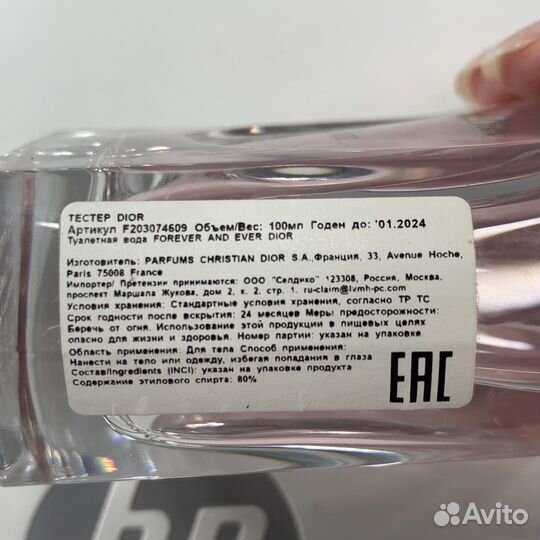 ТЕСТЕР DIOR
Артикул F203074609 Объем/Вес: 100мл Годен до: '01.2024
Туалетная вода FOREVER AND EVER DIOR
Изготовитель: PARFUMS CHRISTIAN DIOR S.A.,Франция, 33, Avenue Hoche,
Paris 75008 France
Импортер/ Претензии принимаются: ООО "Селдико" *123308, Россия, Москва,
проспект Маршала Жукова, дом 2, к. 2, стр. 1. ru-claim@lvmh-pc.com
Условия хранения: Стандартные условия хранения, согласно ТР ТС
Срок годности после вскрытия: 24 месяцев Меры предосторожности:
Беречь от огня. Использование этой продукции в пищевых целях
опасно для жизни и здоровья. Номер партии: указан на упаковке
Область применения: Для тела Способ применения:
Нанести на тело или одежду, избегая попадания в глаза
Состав/Ingredients (INCI): указан на упаковке продукта
Содержание этилового спирта: 80%
EAC
hp
Avito